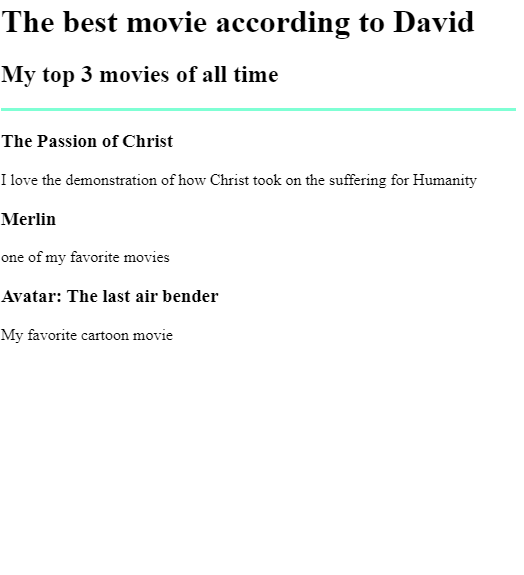 The best movie according to David
My top 3 movies of all time
The Passion of Christ
I love the demonstration of how Christ took on the suffering for Humanity
Merlin
one of my favorite movies
Avatar: The last air bender
My favorite cartoon movie